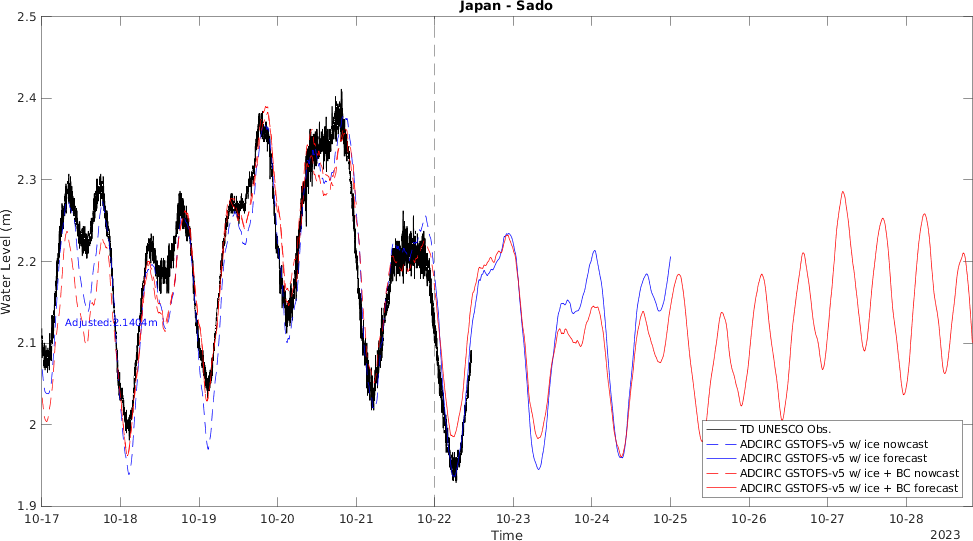 Japan - Sado
2.5
2.4
2.3
2.2
2.1
2
1.9
Water Level (m)
Adjusted:2.1404m
TD UNESCO Obs.
ADCIRC GSTOFS-v5 w/ ice nowcast
ADCIRC GSTOFS-v5 w/ ice forecast
ADCIRC GSTOFS-v5 w/ ice + BC nowcast
ADCIRC GSTOFS-v5 w/ ice + BC forecast
10-17 10-18 10-19 10-20 10-21 10-22 10-23 10-24 10-25 10-26 10-27 10-28
Time
2023